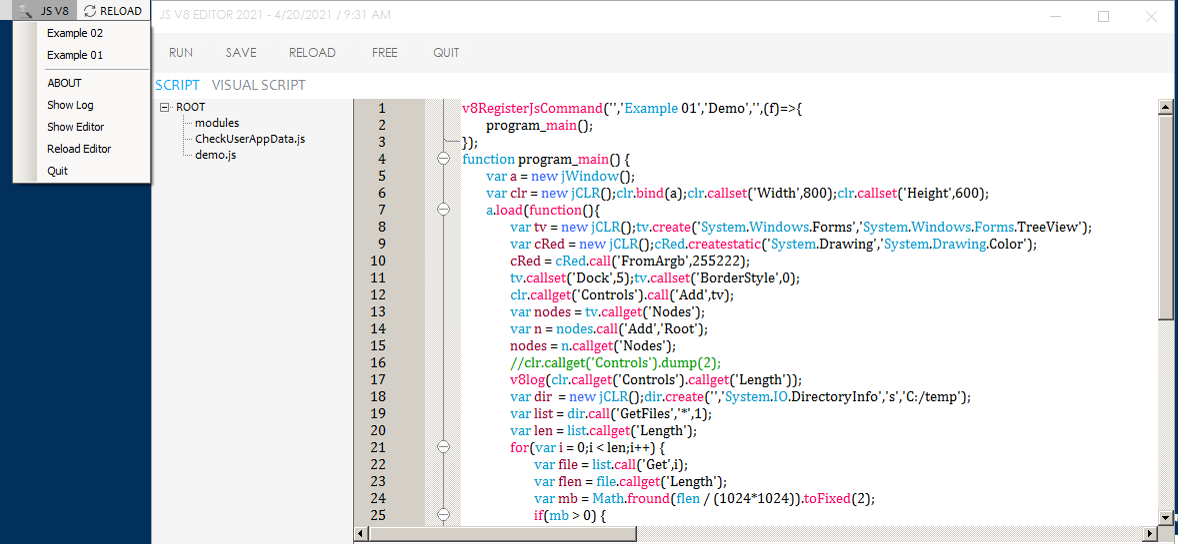 JS V8 RELOAD
Example 02
Example 01
ABOUT
Show Log
Show Editor
Reload Editor
Quit
JS V8 EDITOR 2021 - 4/20/2021 / 9:31 AM
RUN SAVE RELOAD FREE QUIT
SCRIPT VISUAL SCRIPT
ROOT
modules
CheckUserAppData.js
demo.js
1 v8RegisterJsCommand('','Example 01','Demo','',(f)=>{
2 program_main();
3 });
4 function program_main() {
5 var a = new jWindow();
6 var clr = new jCLR();clr.bind(a);clr.callset('Width',800);clr.callset('Height',600);
7 a.load(function(){
8 var tv = new jCLR();tv.create('System.Windows.Forms','System.Windows.Forms.TreeView');
9 var cRed = new jCLR();cRed.createstatic('System.Drawing','System.Drawing.Color');
10 cRed = cRed.call('FromArgb',255222);
11 tv.callset('Dock',5);tv.callset('BorderStyle',0);
12 clr.callget('Controls').call('Add',tv);
13 var nodes = tv.callget('Nodes');
14 var n = nodes.call('Add','Root');
15 nodes = n.callget('Nodes');
16 //clr.callget('Controls').dump(2);
17 v8log(clr.callget('Controls').callget('Length'));
18 var dir = new jCLR();dir.create('','System.IO.DirectoryInfo','s','C:/temp');
19 var list = dir.call('GetFiles','*',1);
20 var len = list.callget('Length');
21 for(var i = 0;i < len;i++) {
22 var file = list.call('Get',i);
23 var flen = file.callget('Length');
24 var mb = Math.fround(flen / (1024*1024)).toFixed(2);
25 if(mb > 0) {